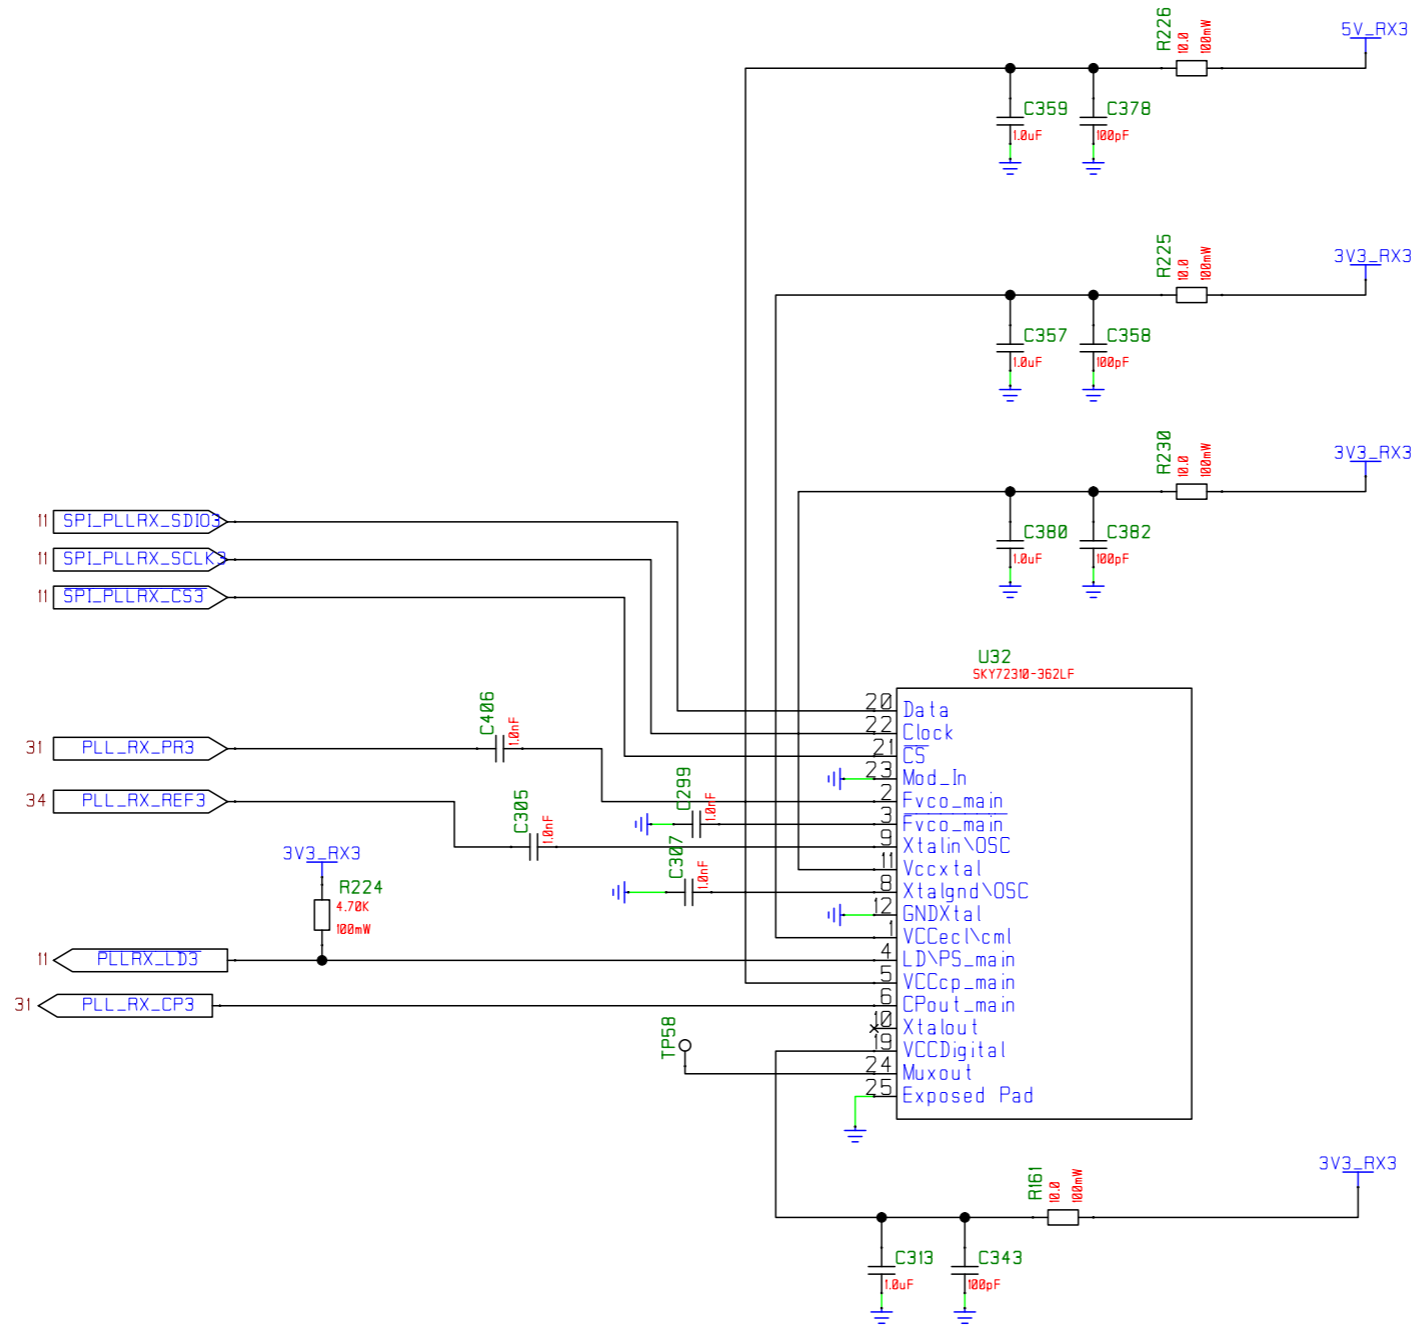 R226
10.0
100mW
5V_RX3
C359
1.0uF
C378
100pF
R225
10.0
100mW
3V3_RX3
C357
1.0uF
C358
100pF
R230
10.0
100mW
3V3_RX3
C380
1.0uF
C382
100pF
11 SPI_PLLRX_SDIO3
11 SPI_PLLRX_SCLK3
11 SPI_PLLRX_CS3
31 PLL_RX_PR3
34 PLL_RX_REF3
C406
1.0nF
C305
1.0nF
C299
1.0nF
C307
1.0nF
3V3_RX3
R224
4.70K
100mW
11 PLLRX_LD3
31 PLL_RX_CP3
TP58
U32
SKY72310-362LF
20 Data
22 Clock
21 CS
23 Mod_In
2 Fvco_main
3 Fvco_main
9 Xtalin\OSC
11 Vccxtal
8 Xtalgnd\OSC
12 GNDXtal
1 VCCecl\cml
4 LD\PS_main
5 VCCcp_main
6 CPout_main
10 Xtalout
19 VCCDigital
24 Muxout
25 Exposed Pad
R161
10.0
100mW
3V3_RX3
C313
1.0uF
C343
100pF